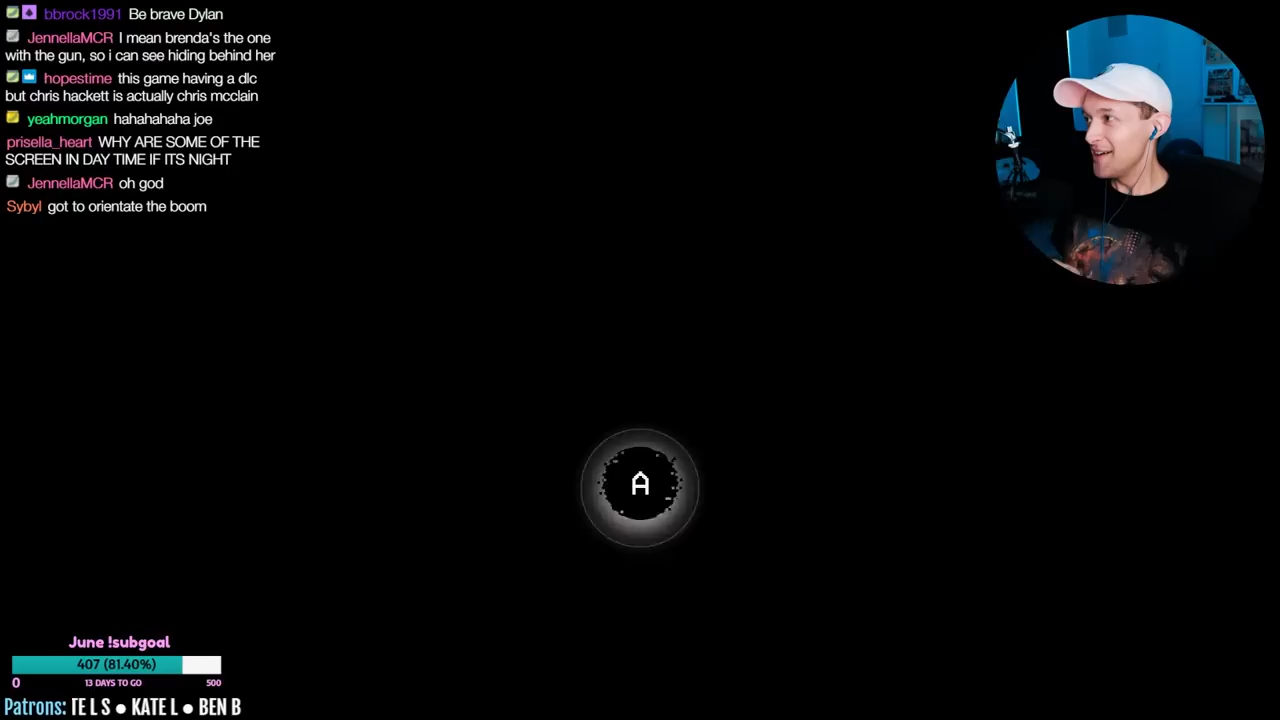 bbrock1991 Be brave Dylan
JennellaMCR I mean brenda's the one
with the gun, so i can see hiding behind her
hopestime this game having a dlc
but chris hackett is actually chris mcclain
yeahmorgan hahahahaha joe
prisella_heart WHY ARE SOME OF THE
SCREEN IN DAY TIME IF ITS NIGHT
JennellaMCR oh god
Sybyl got to orientate the boom
A
June !subgoal
407 (81.40%)
0 13 DAYS TO GO 500
Patrons: TE L S ● KATE L ● BEN B